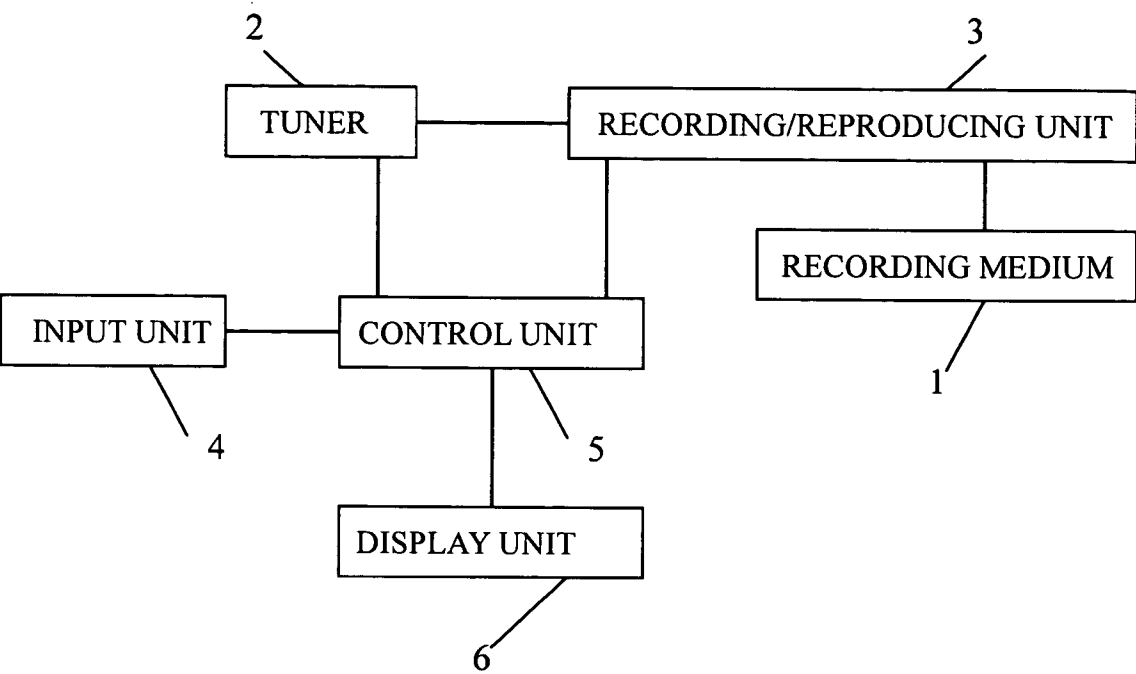 2
3
TUNER
RECORDING/REPRODUCING UNIT
RECORDING MEDIUM
INPUT UNIT
CONTROL UNIT
1
4
5
DISPLAY UNIT
6